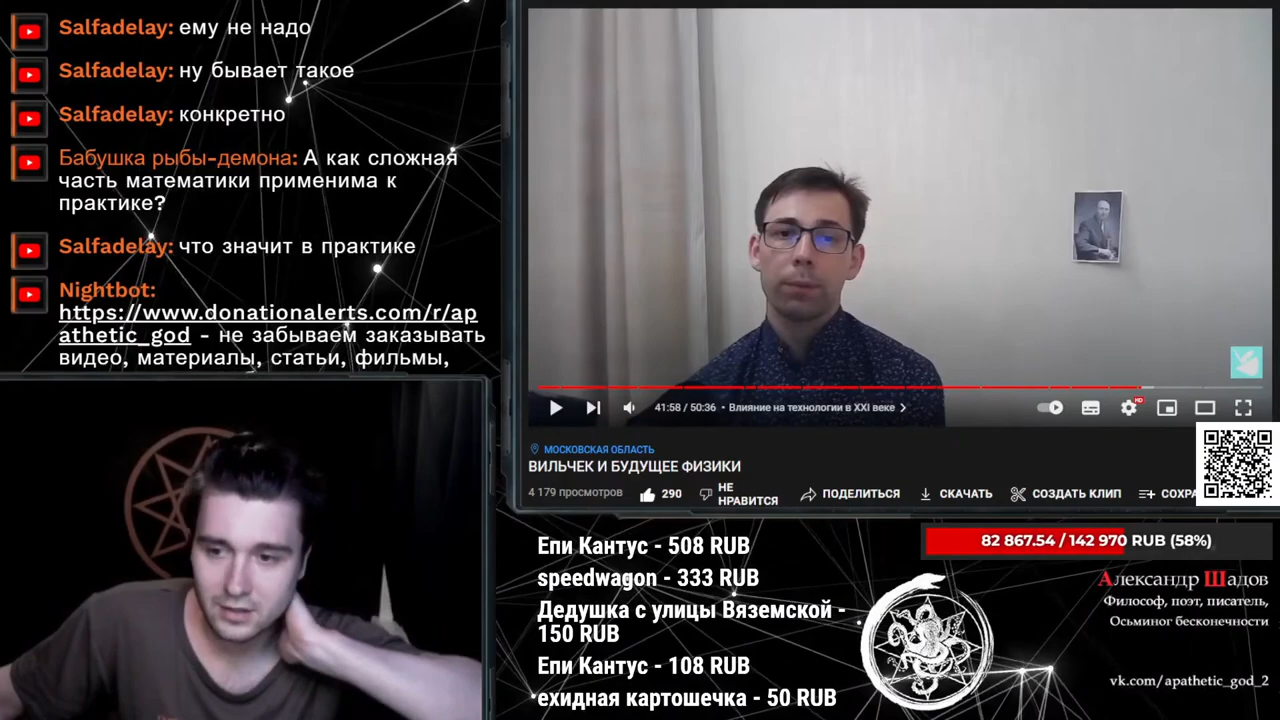 Salfadelay: ему не надо
Salfadelay: ну бывает такое
Salfadelay: конкретно
Бабушка рыбы-демона: А как сложная
часть математики применима к
практике?
Salfadelay: что значит в практике
Nightbot:
https://www.donationalerts.com/r/ap
athetic_god - не забываем заказывать
видео, материалы, статьи, фильмы,
41:58 / 50:36 • Влияние на технологии в XXI веке
HD
МОСКОВСКАЯ ОБЛАСТЬ
ВИЛЬЧЕК И БУДУЩЕЕ ФИЗИКИ
4 179 просмотров
290
НЕ
НРАВИТСЯ
ПОДЕЛИТЬСЯ
СКАЧАТЬ
СОЗДАТЬ КЛИП
СОХРА
Епи Кантус - 508 RUB
speedwagon - 333 RUB
Дедушка с улицы Вяземской -
150 RUB
Епи Кантус - 108 RUB
ехидная картошечка - 50 RUB
82 867.54 / 142 970 RUB (58%)
Александр Шадов
Философ, поэт, писатель,
Осьминог бесконечности
vk.com/apathetic_god_2